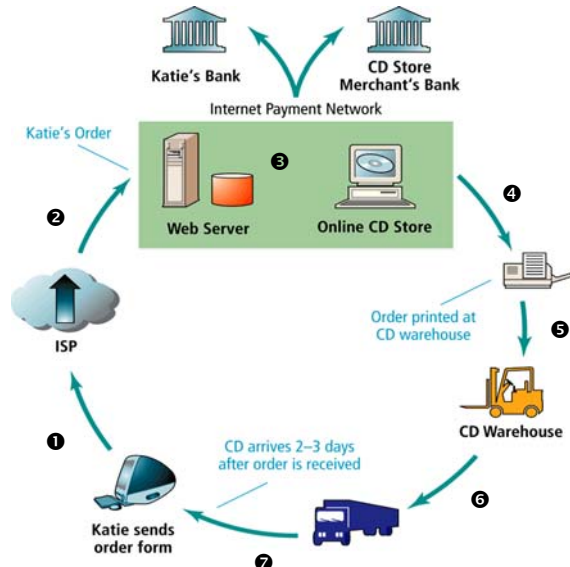 Katie's Bank
CD Store
Merchant's Bank
Internet Payment Network
Katie's Order
❸
Web Server
Online CD Store
❷
❹
ISP
Order printed at
CD warehouse
❺
CD Warehouse
❶
CD arrives 2–3 days
after order is received
❻
Katie sends
order form
❼